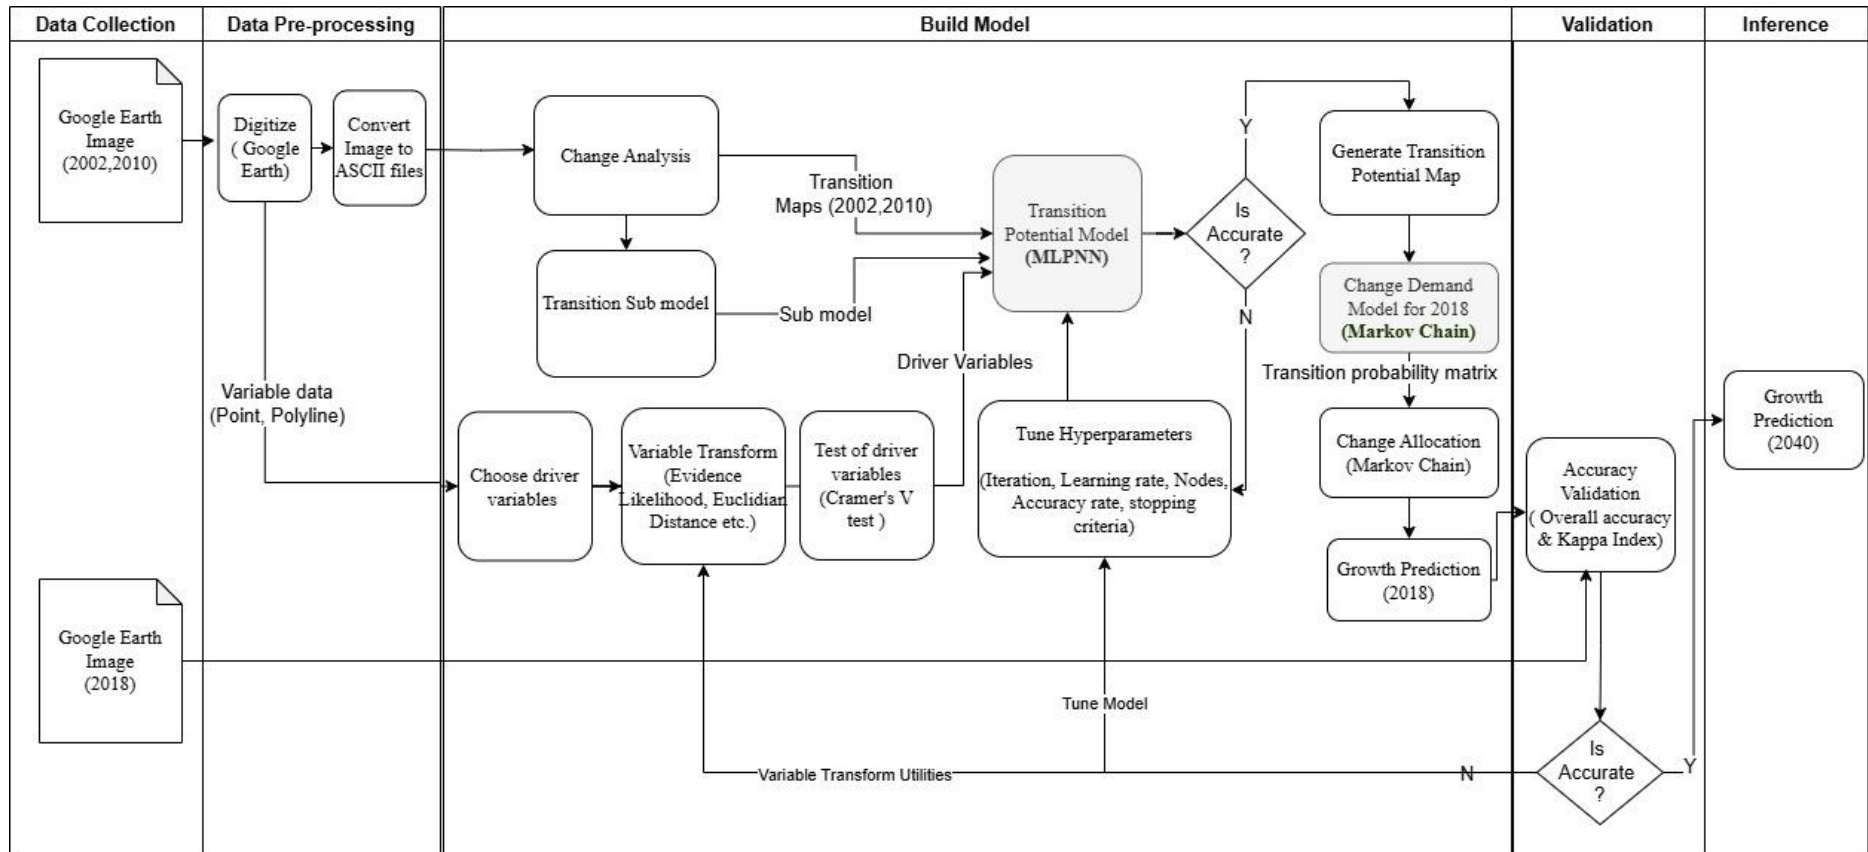 Data Collection
Data Pre-processing
Build Model
Validation
Inference
Google Earth
Image
(2002,2010)
Digitize
( Google
Earth)
Convert
Image to
ASCII files
Change Analysis
Transition
Maps (2002,2010)
Transition Sub model
Sub model
Transition
Potential Model
(MLPNN)
Is
Accurate
?
Y
N
Generate Transition
Potential Map
Change Demand
Model for 2018
(Markov Chain)
Transition probability matrix
Change Allocation
(Markov Chain)
Growth Prediction
(2018)
Variable data
(Point, Polyline)
Choose driver
variables
Variable Transform
(Evidence
Likelihood, Euclidian
Distance etc.)
Test of driver
variables
(Cramer's V
test )
Driver Variables
Tune Hyperparameters
(Iteration, Learning rate, Nodes,
Accuracy rate, stopping
criteria)
Accuracy
Validation
( Overall accuracy
& Kappa Index)
Growth
Prediction
(2040)
Google Earth
Image
(2018)
Tune Model
Variable Transform Utilities
N
Is
Accurate
?
Y